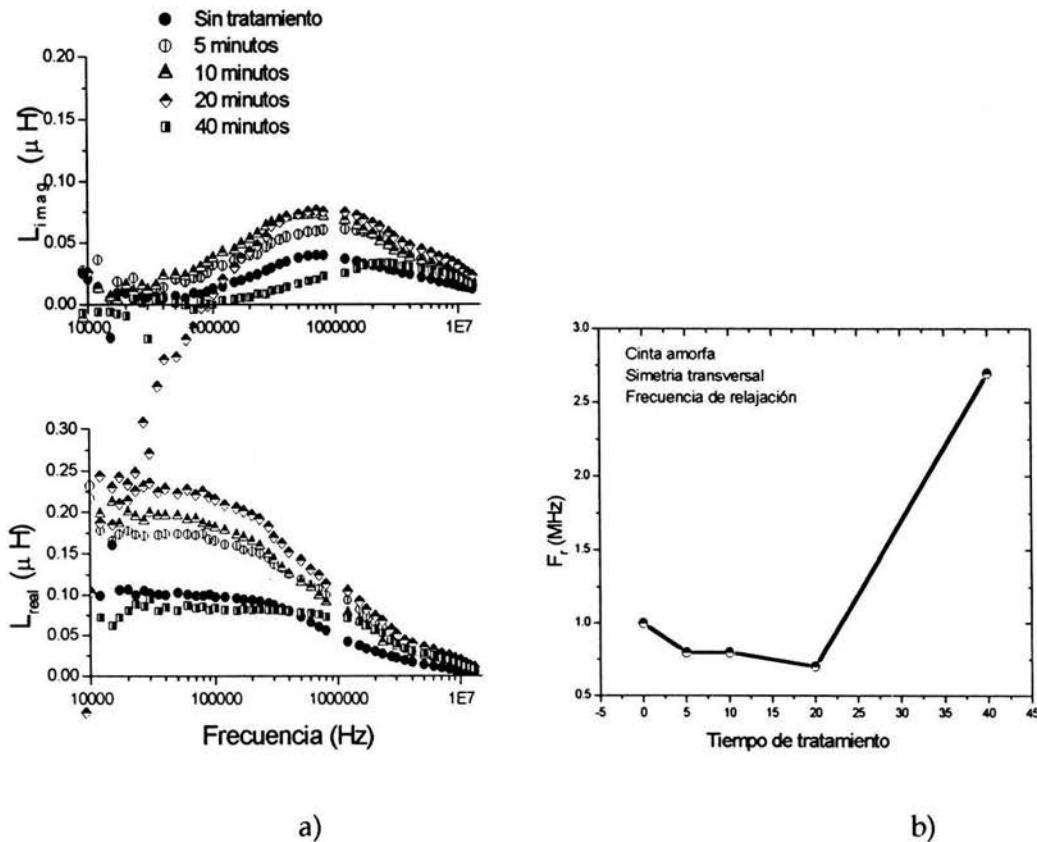 Sin tratamiento
5 minutos
10 minutos
20 minutos
40 minutos
0.20
0.15
0.10
0.05
0.00
L imag (μ H)
10000
100000
1000000
1E7
0.30
0.25
0.20
0.15
0.10
0.05
0.00
L real (μ H)
10000
100000
1000000
1E7
Frecuencia (Hz)
a)
3.0
2.5
2.0
1.5
1.0
0.5
F r (MHz)
Cinta amorfa
Simetria transversal
Frecuencia de relajación
-5 0 5 10 15 20 25 30 35 40 45
Tiempo de tratamiento
b)